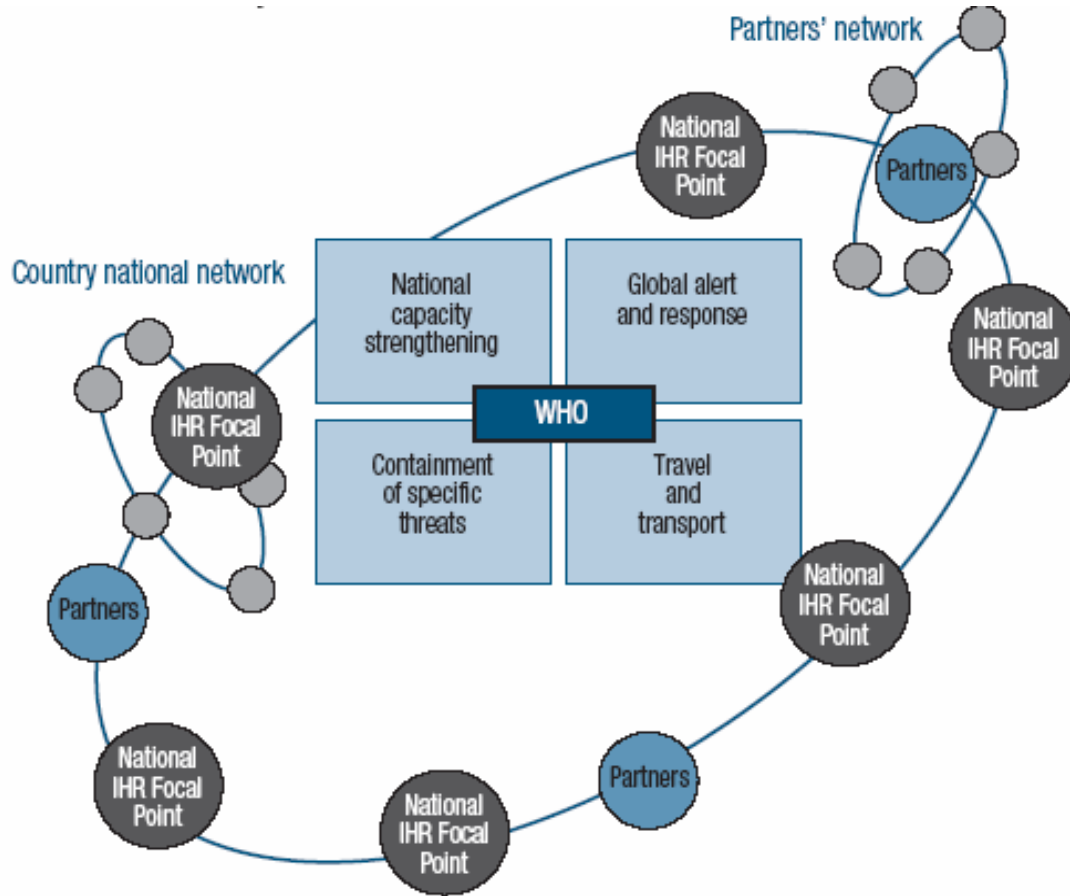 Partners' network
National
IHR Focal
Point
Partners
Country national network
National
capacity
strengthening
Global alert
and response
National
IHR Focal
Point
National
IHR Focal
Point
WHO
Containment
of specific
threats
Travel
and
transport
National
IHR Focal
Point
Partners
National
IHR Focal
Point
Partners
National
IHR Focal
Point